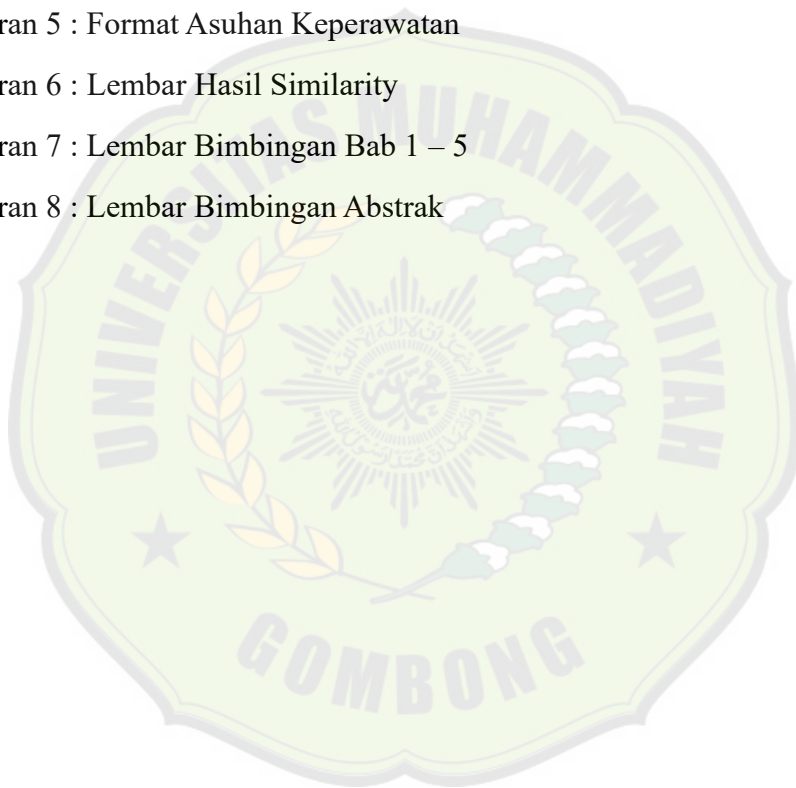 ran 5 : Format Asuhan Keperawatan
ran 6 : Lembar Hasil Similarity
ran 7 : Lembar Bimbingan Bab 1 – 5
ran 8 : Lembar Bimbingan Abstrak
UNIVERSITAS MUHAMMADIYAH
GOMBONG